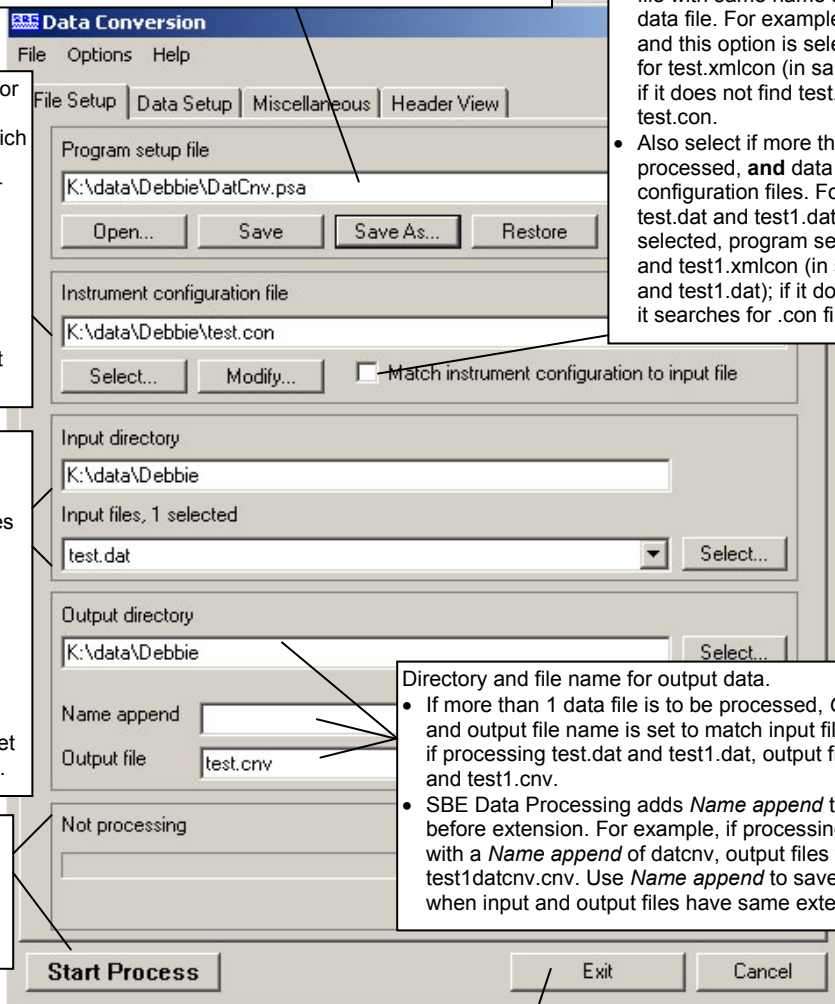 Data Conversion
File Options Help
File Setup Data Setup Miscellaneous Header View
Program setup file
K:\data\Debbie\DatCnv.psa
Open... Save Save As... Restore
Instrument configuration file
K:\data\Debbie\test.con
Select... Modify... Match instrument configuration to input file
Input directory
K:\data\Debbie
Input files, 1 selected
test.dat Select...
Output directory
K:\data\Debbie Select...
Name append
Output file test.cnv
Not processing
Start Process Exit Cancel
data file. For example
and this option is sele
for test.xmlcon (in sa
if it does not find test.
test.con.
• Also select if more th
processed, and data
configuration files. Fo
test.dat and test1.dat
selected, program se
and test1.xmlcon (in s
and test1.dat); if it do
it searches for .con fi
Directory and file name for output data.
• If more than 1 data file is to be processed,
and output file name is set to match input fil
if processing test.dat and test1.dat, output f
and test1.cnv.
• SBE Data Processing adds Name append t
before extension. For example, if processin
with a Name append of datcnv, output files
test1datcnv.cnv. Use Name append to save
when input and output files have same exte
or
ich
t
es
et
.